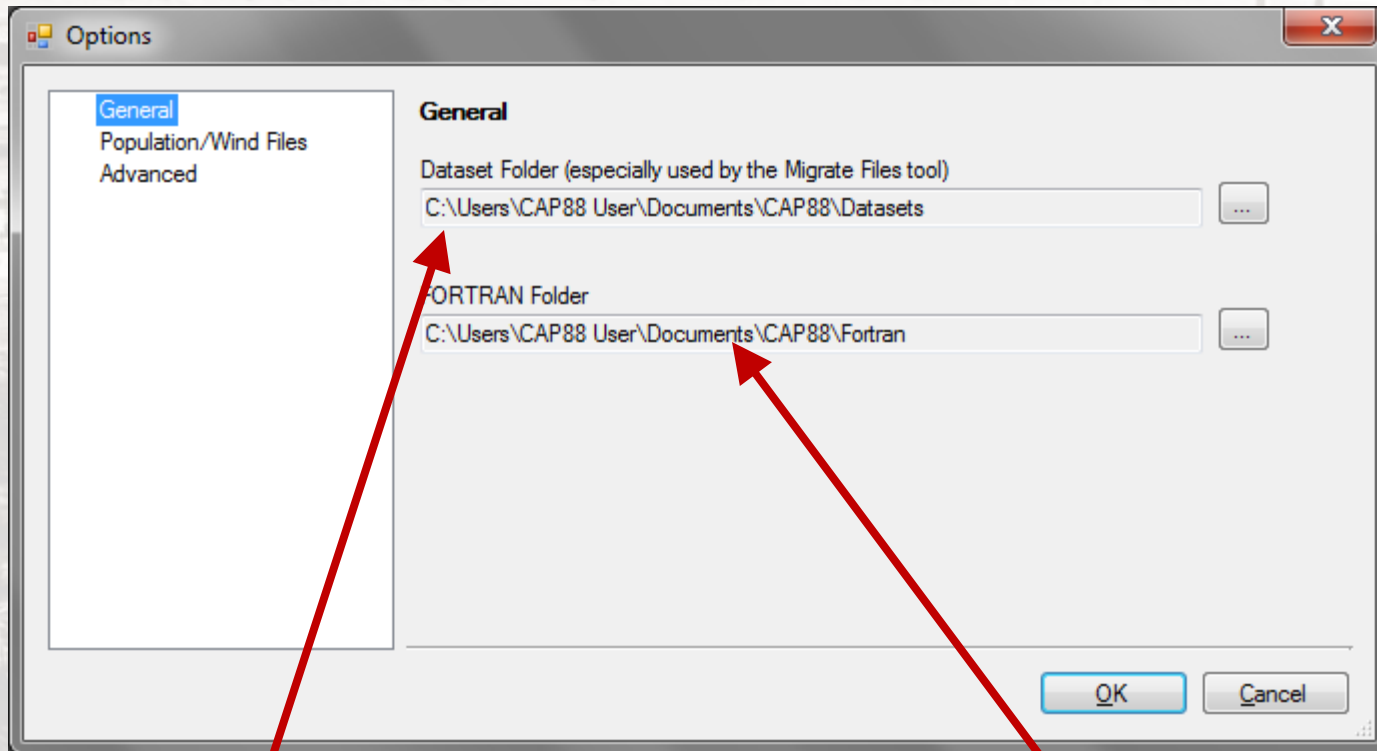 Options
General
Population/Wind Files
Advanced
General
Dataset Folder (especially used by the Migrate Files tool)
C:\Users\CAP88 User\Documents\CAP88\Datasets
...
FORTRAN Folder
C:\Users\CAP88 User\Documents\CAP88\Fortran
...
OK
Cancel